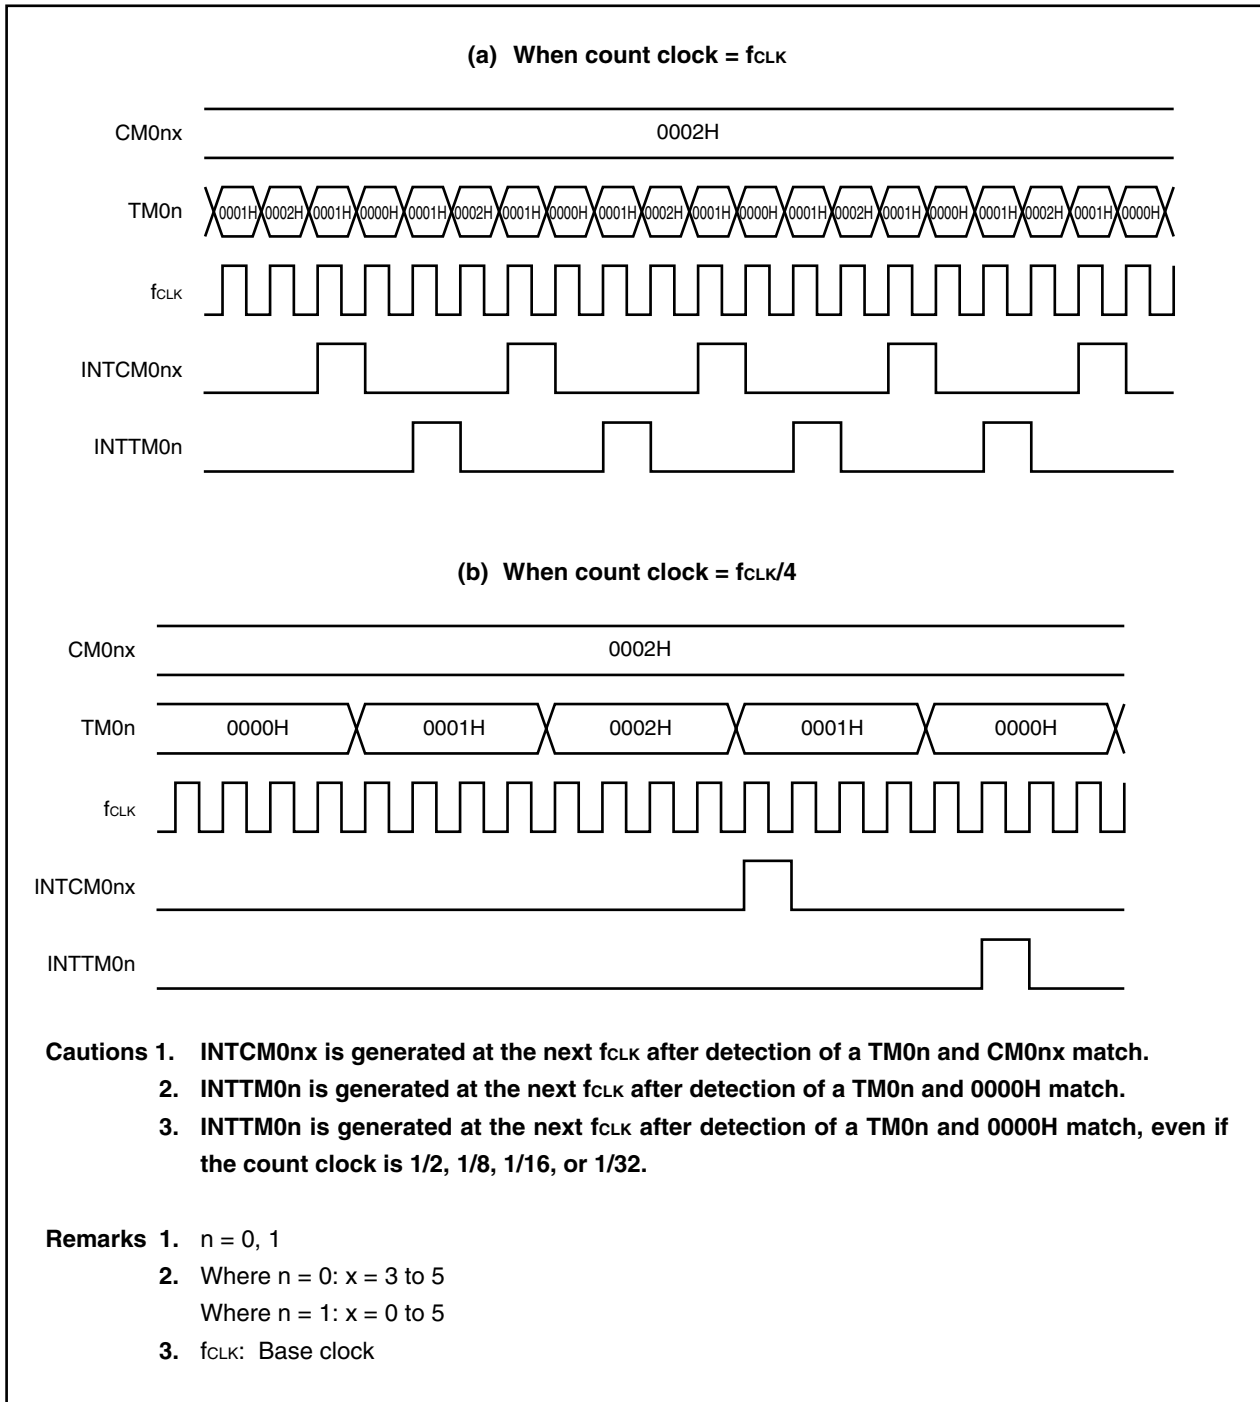 (a) When count clock = fCLK
CM0nx 0002H
TM0n 0001H 0002H 0001H 0000H 0001H 0002H 0001H 0000H 0001H 0002H 0001H 0000H 0001H 0002H 0001H 0000H 0001H 0002H 0001H 0000H
fCLK
INTCM0nx
INTTM0n
(b) When count clock = fCLK/4
CM0nx 0002H
TM0n 0000H 0001H 0002H 0001H 0000H
fCLK
INTCM0nx
INTTM0n
Cautions 1. INTCM0nx is generated at the next fCLK after detection of a TM0n and CM0nx match.
2. INTTM0n is generated at the next fCLK after detection of a TM0n and 0000H match.
3. INTTM0n is generated at the next fCLK after detection of a TM0n and 0000H match, even if
the count clock is 1/2, 1/8, 1/16, or 1/32.
Remarks 1. n = 0, 1
2. Where n = 0: x = 3 to 5
Where n = 1: x = 0 to 5
3. fCLK: Base clock